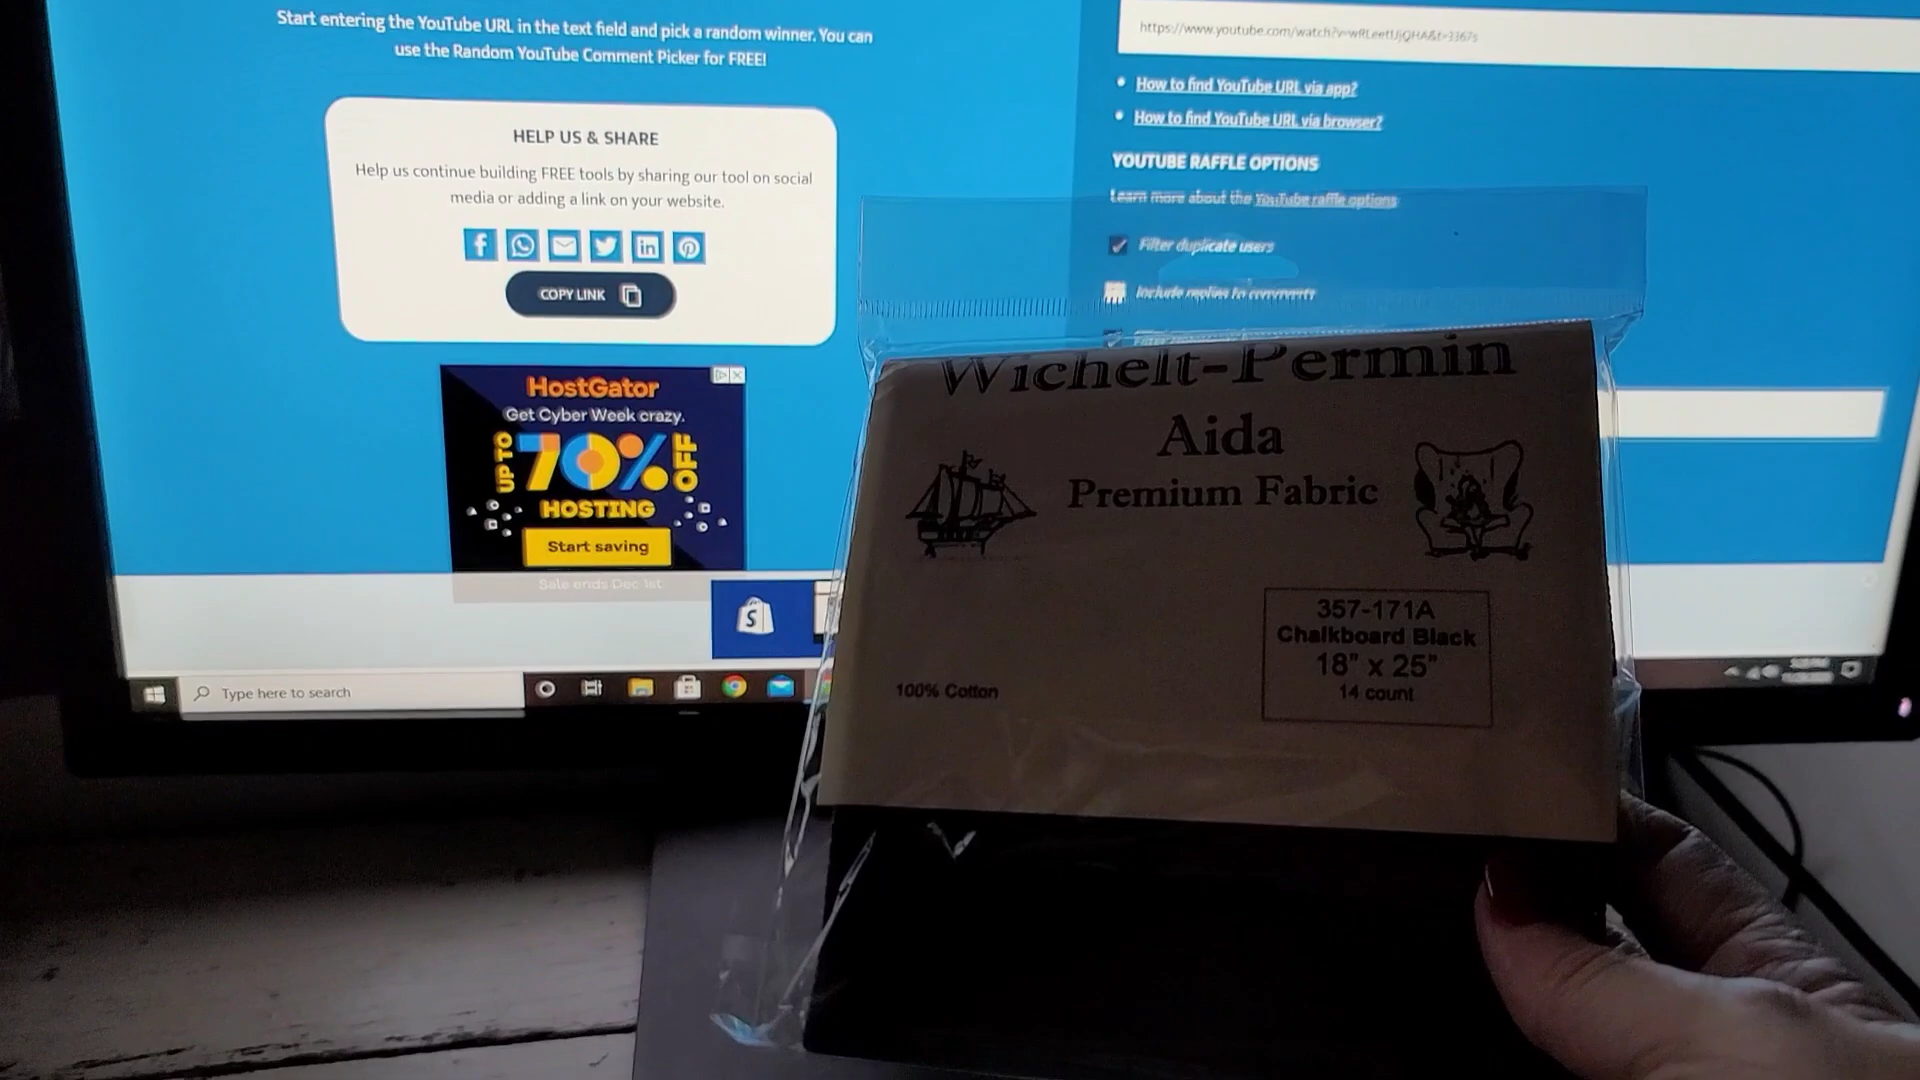 Start entering the YouTube URL in the text field and pick a random winner. You can
use the Random YouTube Comment Picker for FREE!
HELP US & SHARE
Help us continue building FREE tools by sharing our tool on social
media or adding a link on your website.
COPY LINK
HostGator
Get Cyber Week crazy.
UP TO
70%
OFF
HOSTING
Start saving
Sale ends Dec 1st
Type here to search
How to find YouTube URL via app?
How to find YouTube URL via browser?
YOUTUBE RAFFLE OPTIONS
Learn more about the YouTube raffle options
Filter duplicate users
Include replies to comments
Wichelt-Permin
Aida
Premium Fabric
357-171A
Chalkboard Black
18" x 25"
14 count
100% Cotton